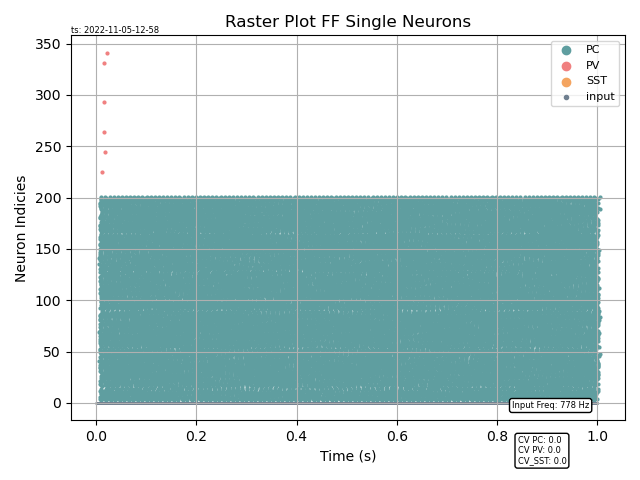 Raster Plot FF Single Neurons
ts: 2022-11-05-12-58
350
300
250
200
150
100
50
0
Neuron Indicies
PC
PV
SST
input
Input Freq: 778 Hz
0.0 0.2 0.4 0.6 0.8 1.0
Time (s)
CV PC: 0.0
CV PV: 0.0
CV_SST: 0.0